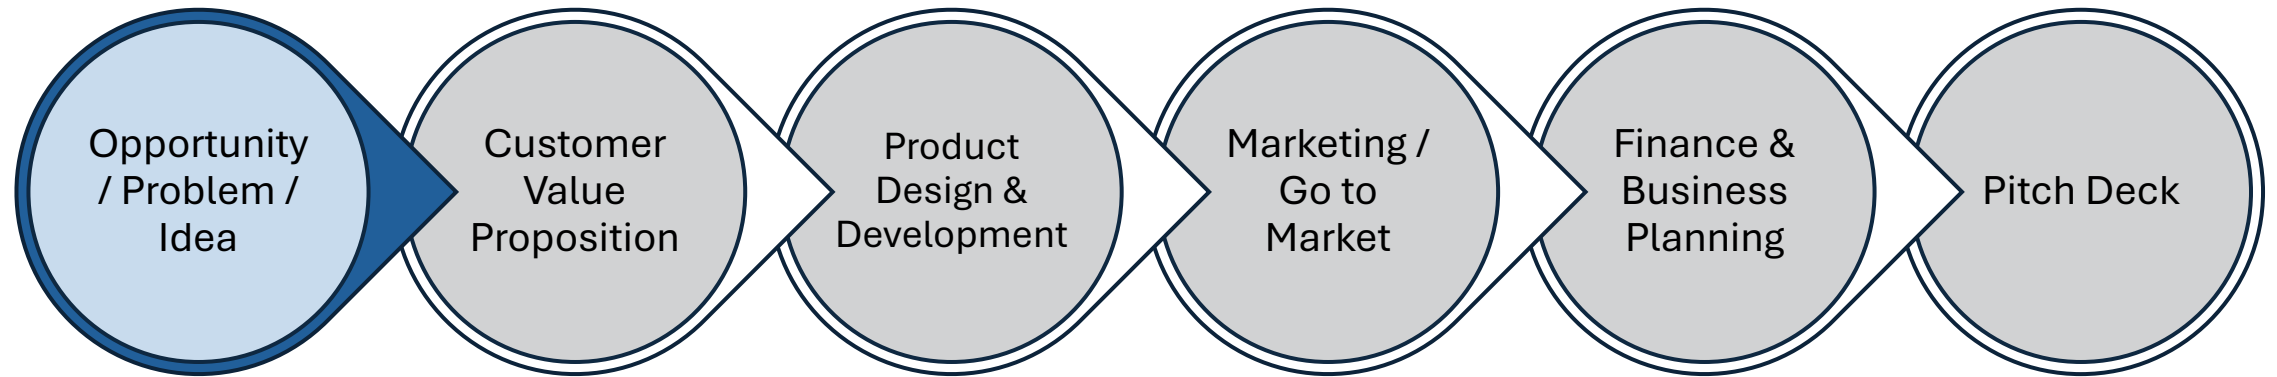 Opportunity
/ Problem /
Idea
Customer
Value
Proposition
Product
Design &
Development
Marketing /
Go to
Market
Finance &
Business
Planning
Pitch Deck